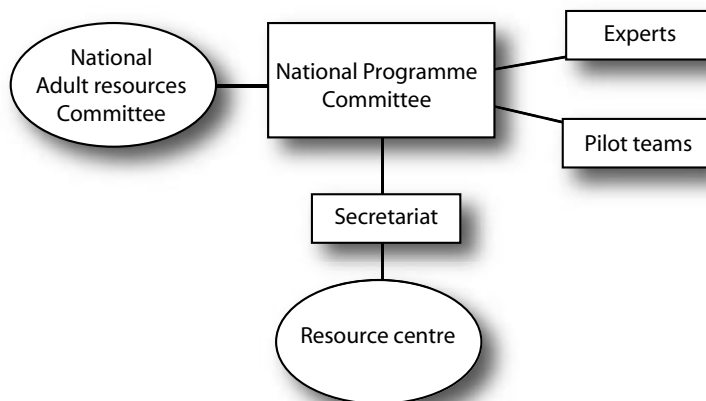 National
Adult resources
Committee
National Programme
Committee
Experts
Pilot teams
Secretariat
Resource centre